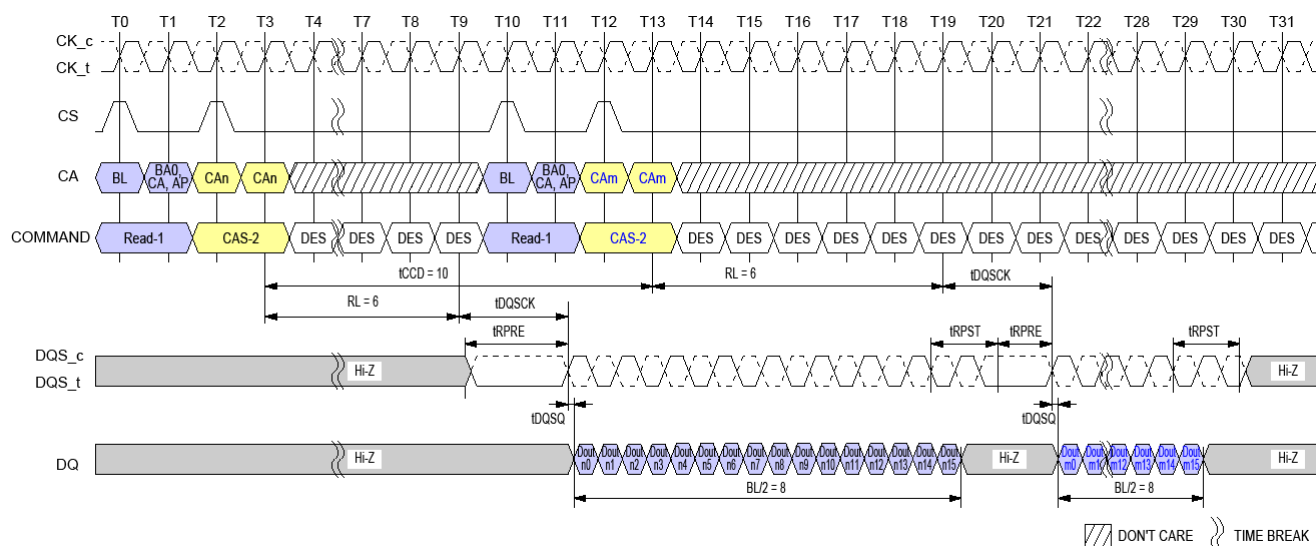 T0 T1 T2 T3 T4 T7 T8 T9 T10 T11 T12 T13 T14 T15 T16 T17 T18 T19 T20 T21 T22 T28 T29 T30 T31
CK_c
CK_t
CS
CA BL BA0, CA, AP CAn CAn BL BA0, CA, AP CAm CAm
COMMAND Read-1 CAS-2 DES DES DES DES Read-1 CAS-2 DES DES DES DES DES DES DES DES DES DES DES DES DES
tCCD = 10 RL = 6 tDQSCK
RL = 6 tDQSCK
tRPRE tRPST tRPRE tRPST
DQS_c
DQS_t Hi-Z Hi-Z
tDQSQ tDQSQ
DQ Hi-Z Dout n0 Dout n1 Dout n2 Dout n3 Dout n4 Dout n5 Dout n6 Dout n7 Dout n8 Dout n9 Dout n10 Dout n11 Dout n12 Dout n13 Dout n14 Dout n15 Hi-Z Dout m0 Dout m1 Dout m12 Dout m13 Dout m14 Dout m15 Hi-Z
BL/2 = 8 BL/2 = 8
DON'T CARE TIME BREAK